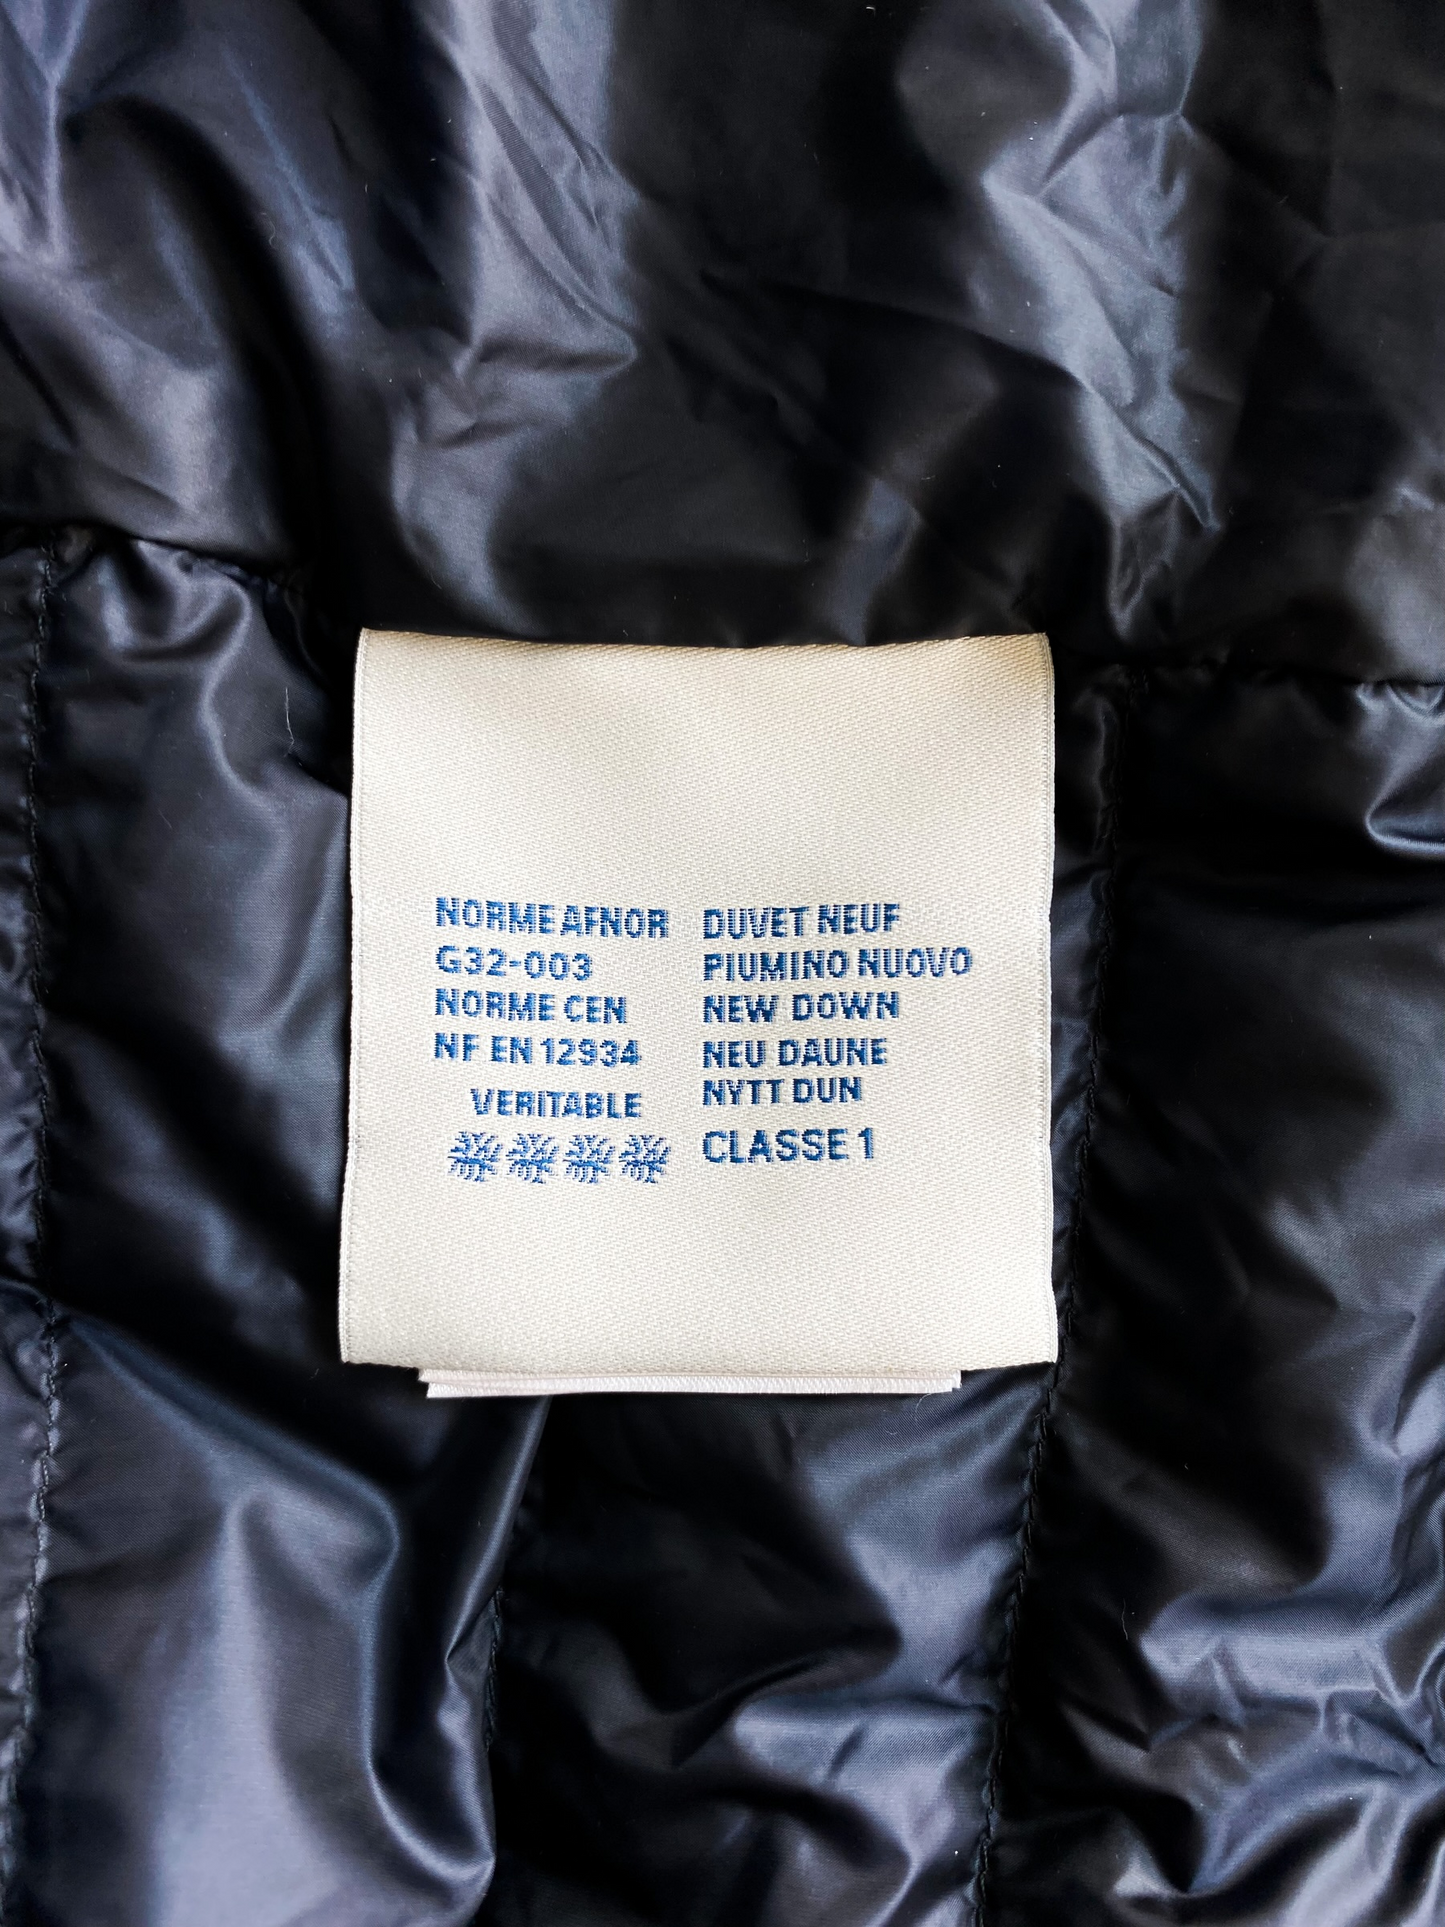 NORME AFNOR
G32-003
NORME CEN
NF EN 12934
VERITABLE
DUVET NEUF
PIUMINO NUOVO
NEW DOWN
NEU DAUNE
NYTT DUN
CLASSE 1